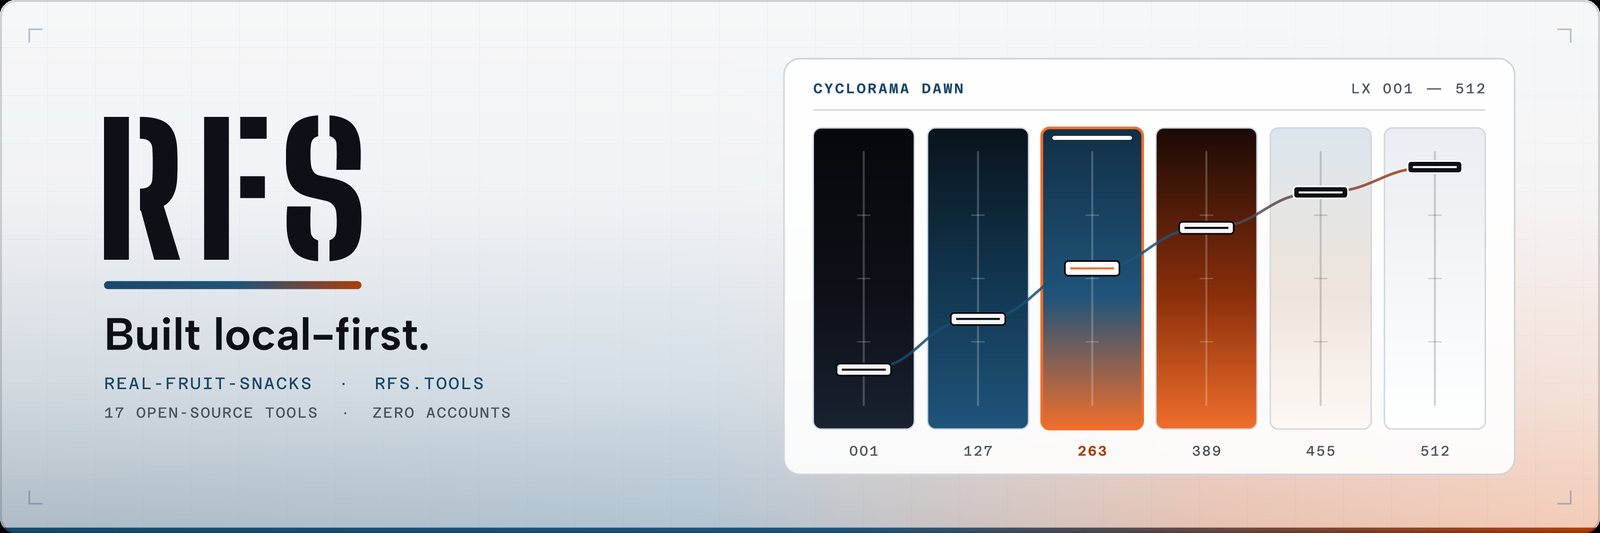 RFS
Built local-first.
REAL-FRUIT-SNACKS · RFS.TOOLS
17 OPEN-SOURCE TOOLS · ZERO ACCOUNTS
CYCLORAMA DAWN
LX 001 — 512
001 127 263 389 455 512